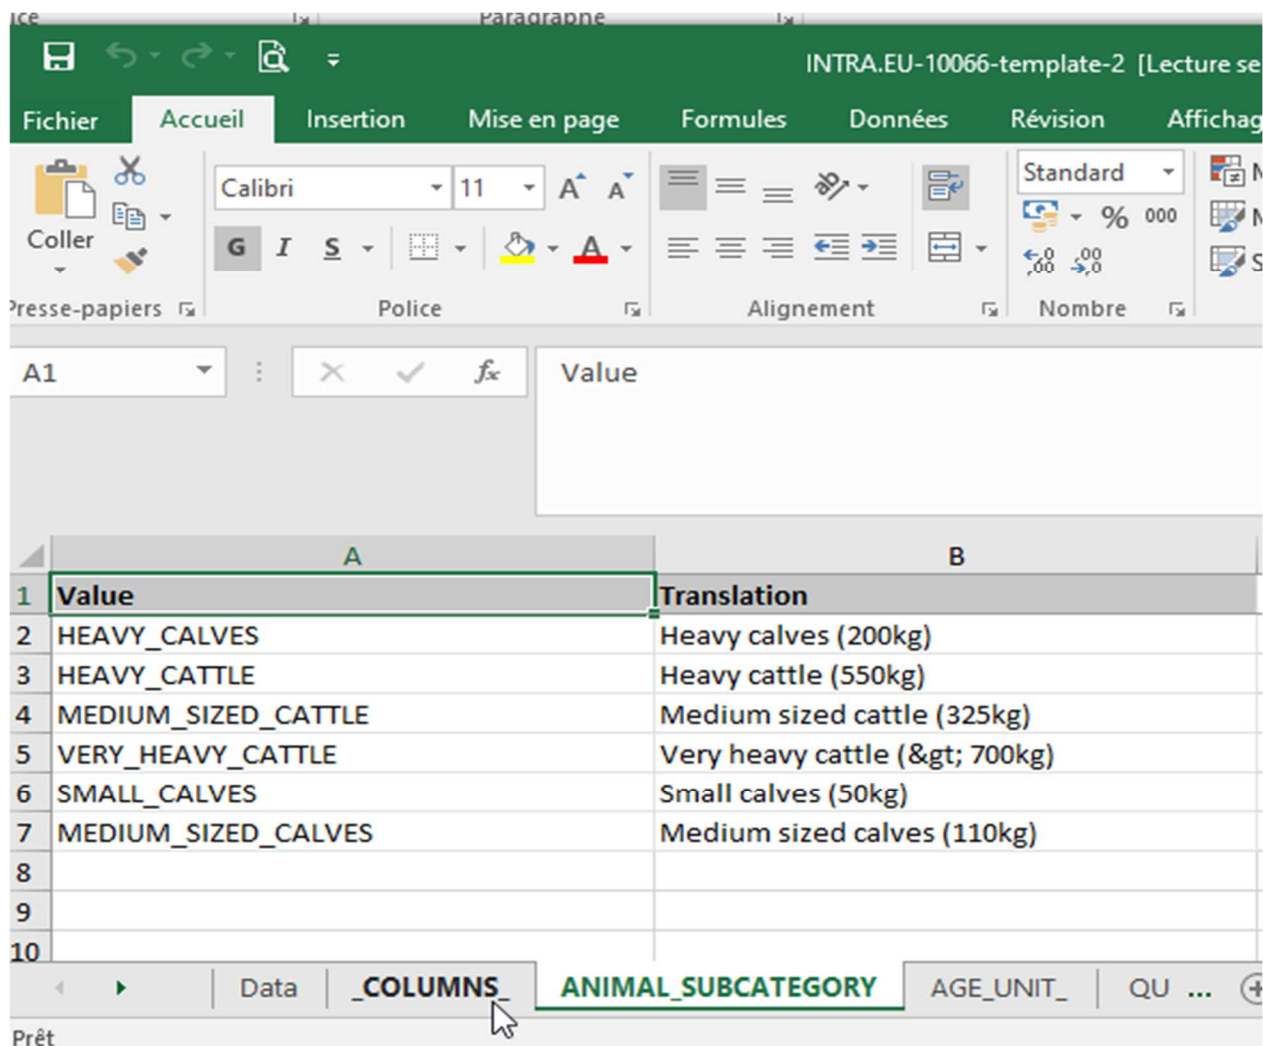 ice Paragraphe
INTRA.EU-10066-template-2 [Lecture se
Fichier Accueil Insertion Mise en page Formules Données Révision Affichag
Coller Calibri 11 A A Standard M
% 000 M
G I S A ,00 ,0 S
Presse-papiers Police Alignement Nombre
A1 fx Value
A B
1 Value Translation
2 HEAVY_CALVES Heavy calves (200kg)
3 HEAVY_CATTLE Heavy cattle (550kg)
4 MEDIUM_SIZED_CATTLE Medium sized cattle (325kg)
5 VERY_HEAVY_CATTLE Very heavy cattle (&gt; 700kg)
6 SMALL_CALVES Small calves (50kg)
7 MEDIUM_SIZED_CALVES Medium sized calves (110kg)
8
9
10
Data _COLUMNS_ ANIMAL_SUBCATEGORY AGE_UNIT_ QU ...
Prêt